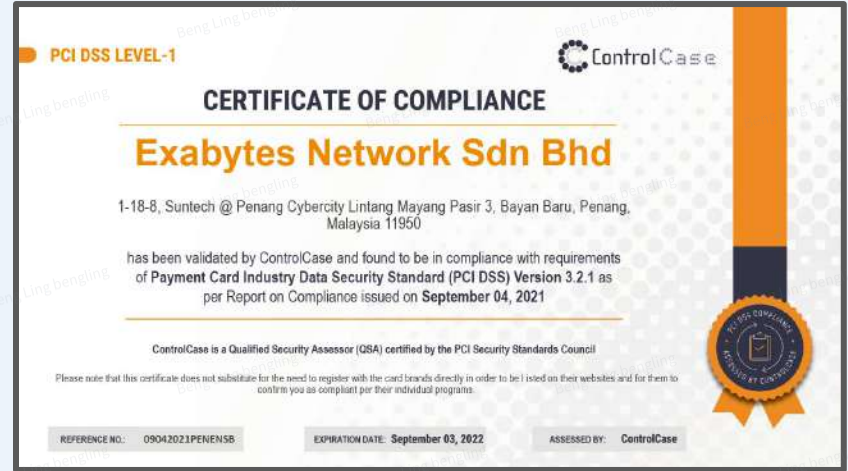 PCI DSS LEVEL-1
ControlCase
CERTIFICATE OF COMPLIANCE
Exabytes Network Sdn Bhd
1-18-8, Suntech @ Penang Cybercity Lintang Mayang Pasir 3, Bayan Baru, Penang,
Malaysia 11950
has been validated by ControlCase and found to be in compliance with requirements
of Payment Card Industry Data Security Standard (PCI DSS) Version 3.2.1 as
per Report on Compliance issued on September 04, 2021
ControlCase is a Qualified Security Assessor (QSA) certified by the PCI Security Standards Council
Please note that this certificate does not substitute for the need to register with the card brands directly in order to be listed on their websites and for them to
confirm you as compliant per their individual programs.
PCI DSS COMPLIANCE
ASSESSED BY CONTROLCASE
REFERENCE NO.: 09042021PENENSB
EXPIRATION DATE: September 03, 2022
ASSESSED BY: ControlCase
Beng Ling bengling